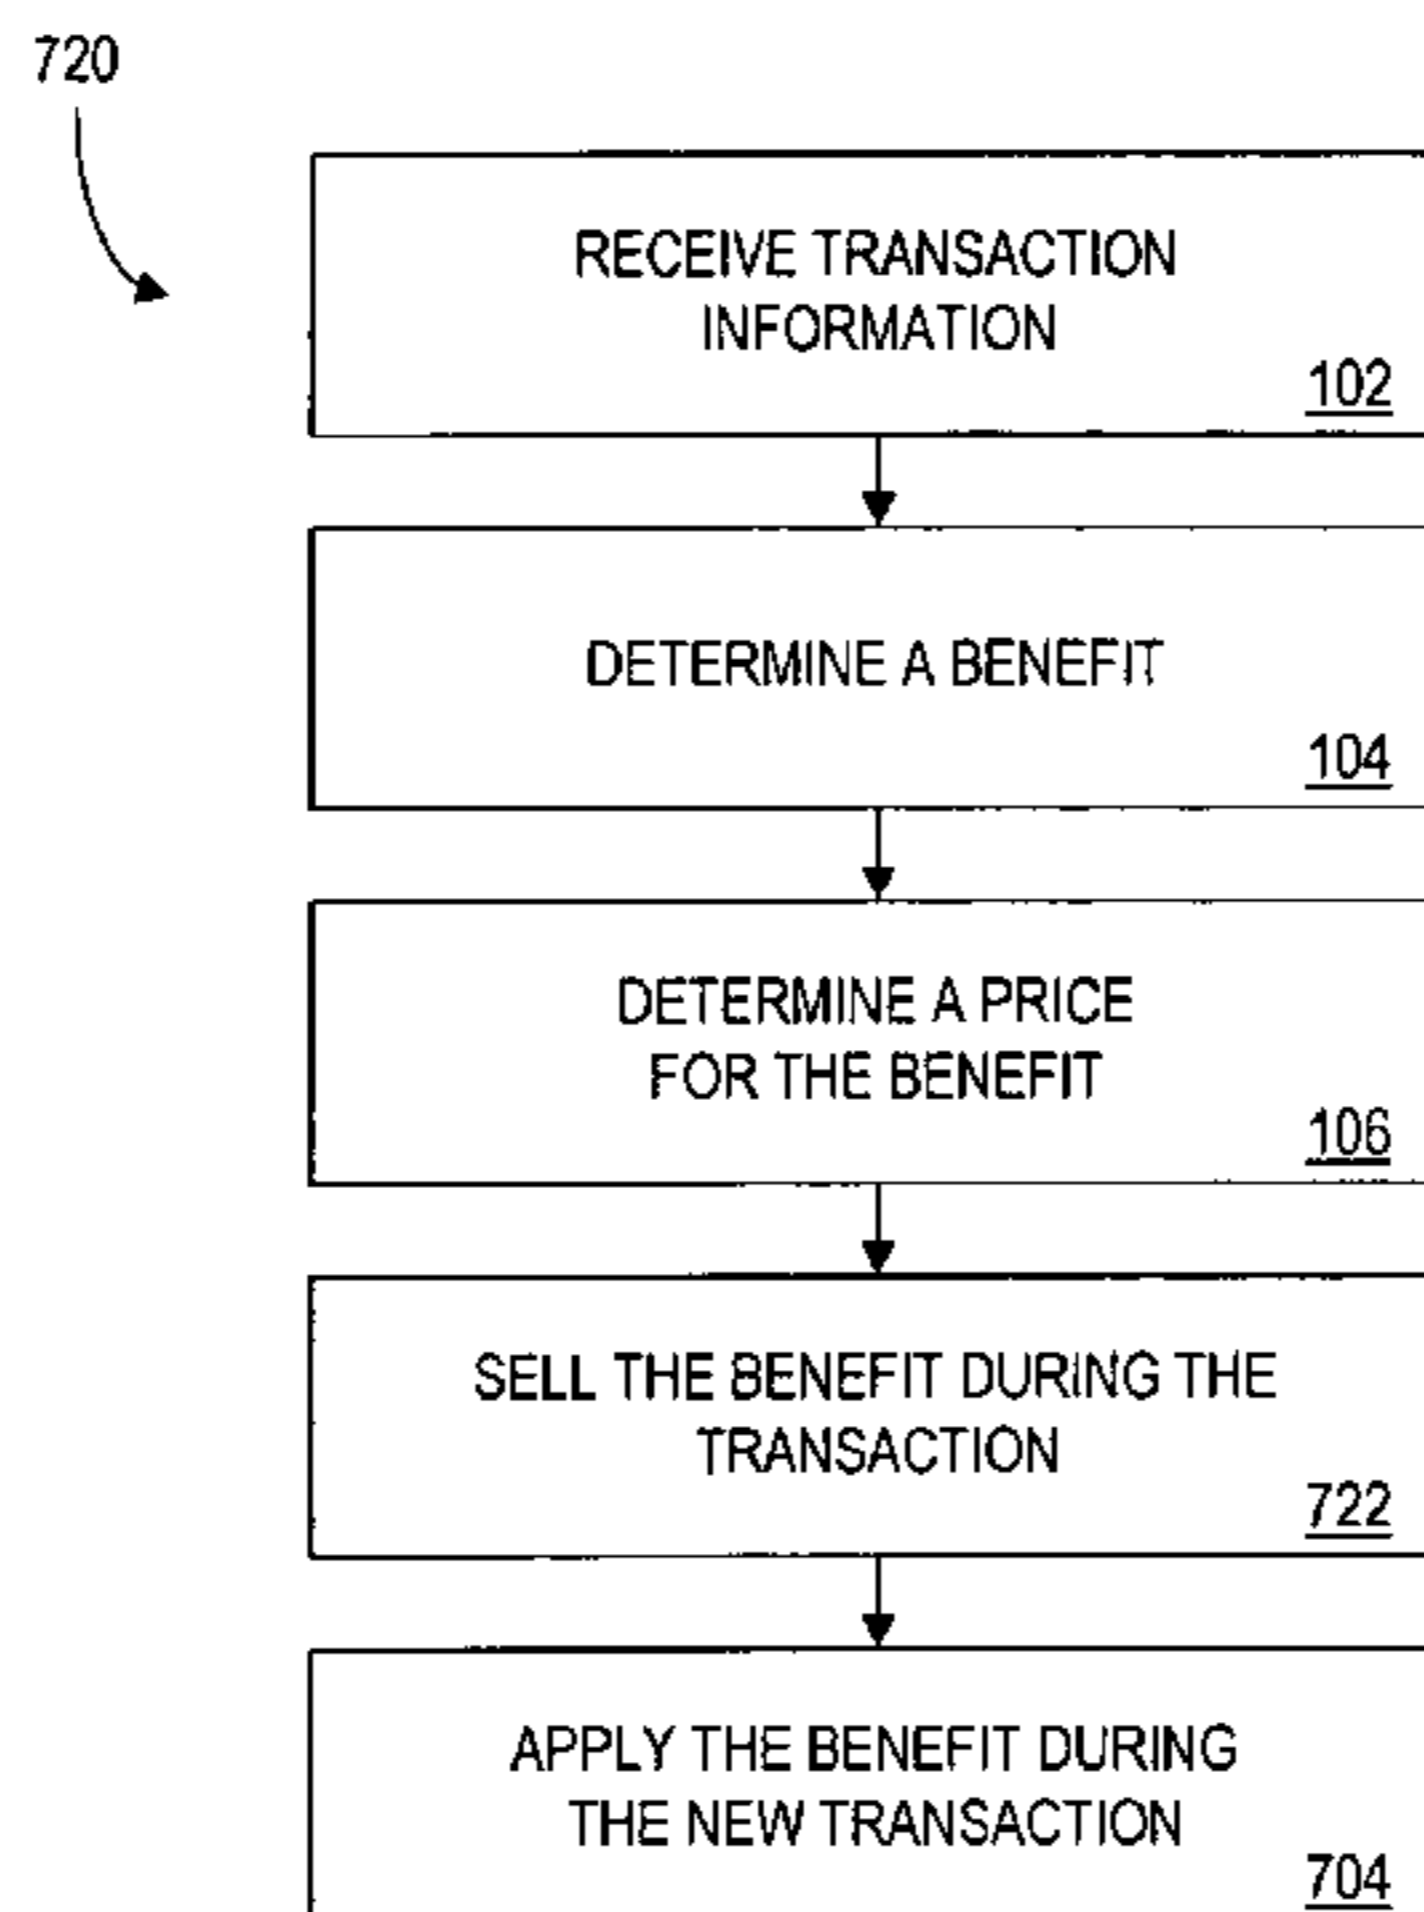 720
RECEIVE TRANSACTION
INFORMATION
102
DETERMINE A BENEFIT
104
DETERMINE A PRICE
FOR THE BENEFIT
106
SELL THE BENEFIT DURING THE
TRANSACTION
722
APPLY THE BENEFIT DURING
THE NEW TRANSACTION
704